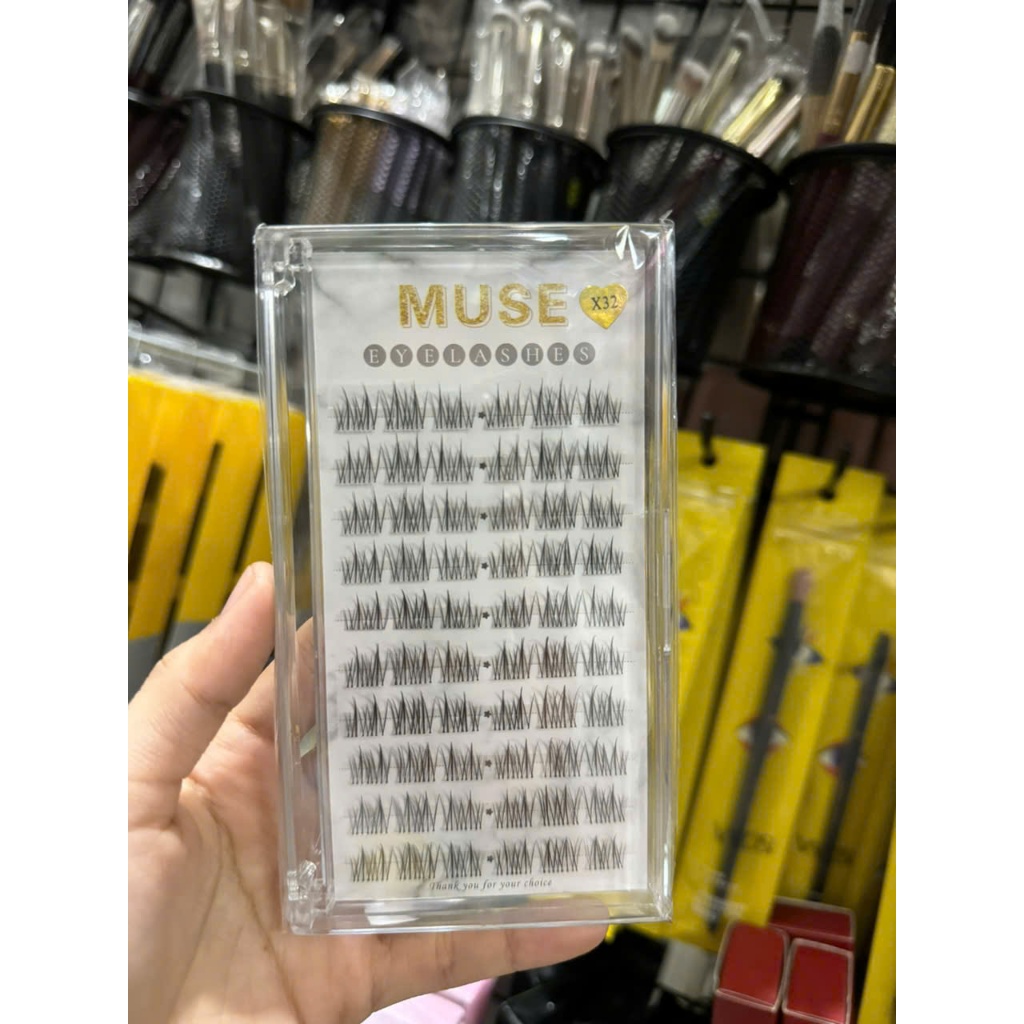 MUSE X32
EYELASHES
Thank you for your choice